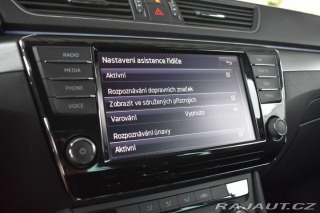 RADIO
MEDIA
PHONE
VOICE
Nastavení asistence řidiče
Aktivní
Rozpoznávání dopravních značek
Zobrazit ve sdružených přístrojích
Varování Vypnuto
Rozpoznání únavy
Aktivní
RAJAUT.CZ